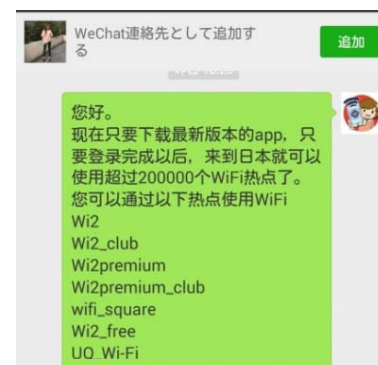 WeChat連絡先として追加す
る
追加
您好。
现在只要下载最新版本的app，只
要登录完成以后，来到日本就可以
使用超过200000个WiFi热点了。
您可以通过以下热点使用WiFi
Wi2
Wi2_club
Wi2premium
Wi2premium_club
wifi_square
Wi2_free
UQ_Wi-Fi